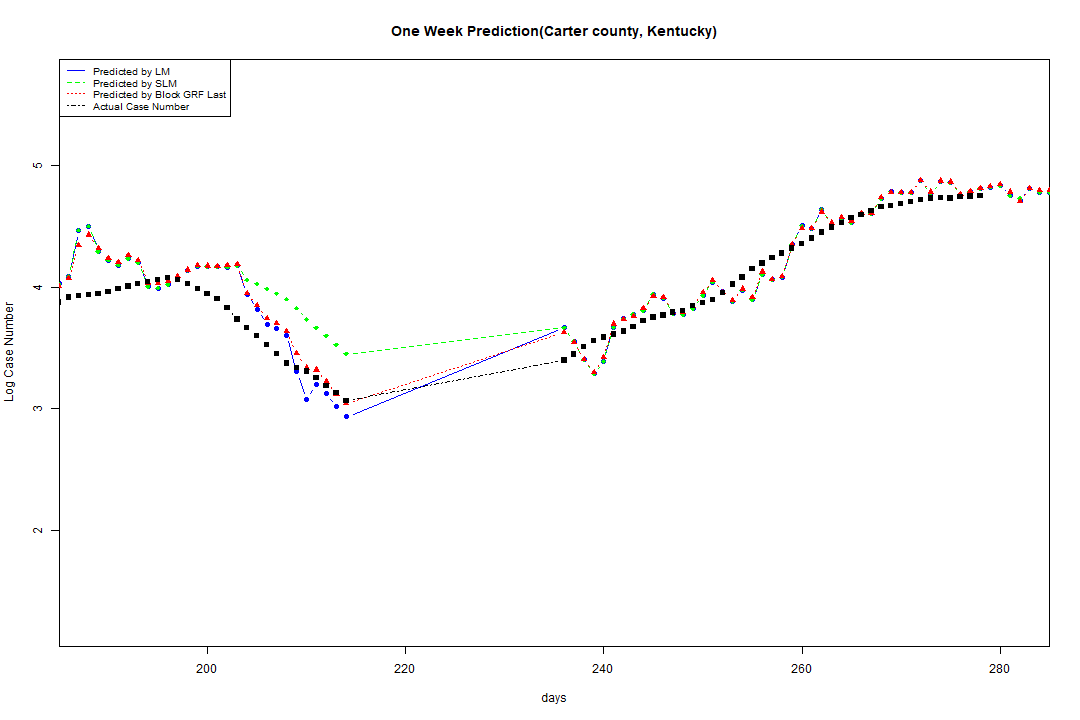 One Week Prediction(Carter county, Kentucky)
Predicted by LM
Predicted by SLM
Predicted by Block GRF Last
Actual Case Number
5
4
3
2
Log Case Number
200 220 240 260 280
days